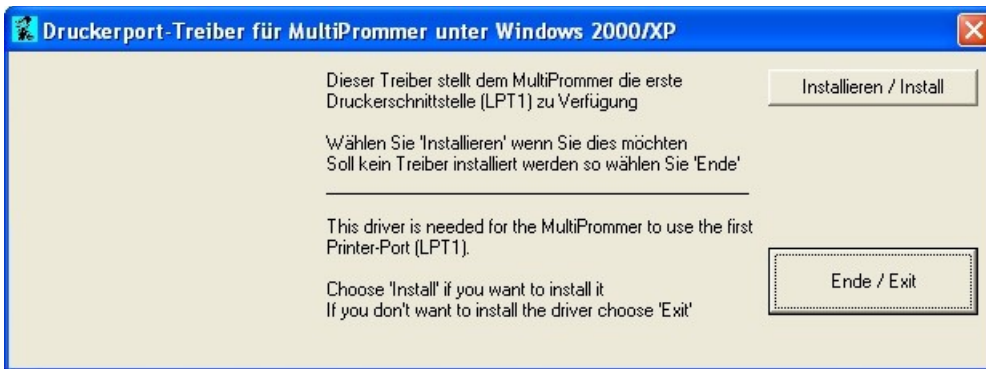 Druckerport-Treiber für MultiPrommer unter Windows 2000/XP
Dieser Treiber stellt dem MultiPrommer die erste
Druckerschnittstelle (LPT1) zu Verfügung
Wählen Sie 'Installieren' wenn Sie dies möchten
Soll kein Treiber installiert werden so wählen Sie 'Ende'
This driver is needed for the MultiPrommer to use the first
Printer-Port (LPT1).
Choose 'Install' if you want to install it
If you don't want to install the driver choose 'Exit'
Installieren / Install
Ende / Exit